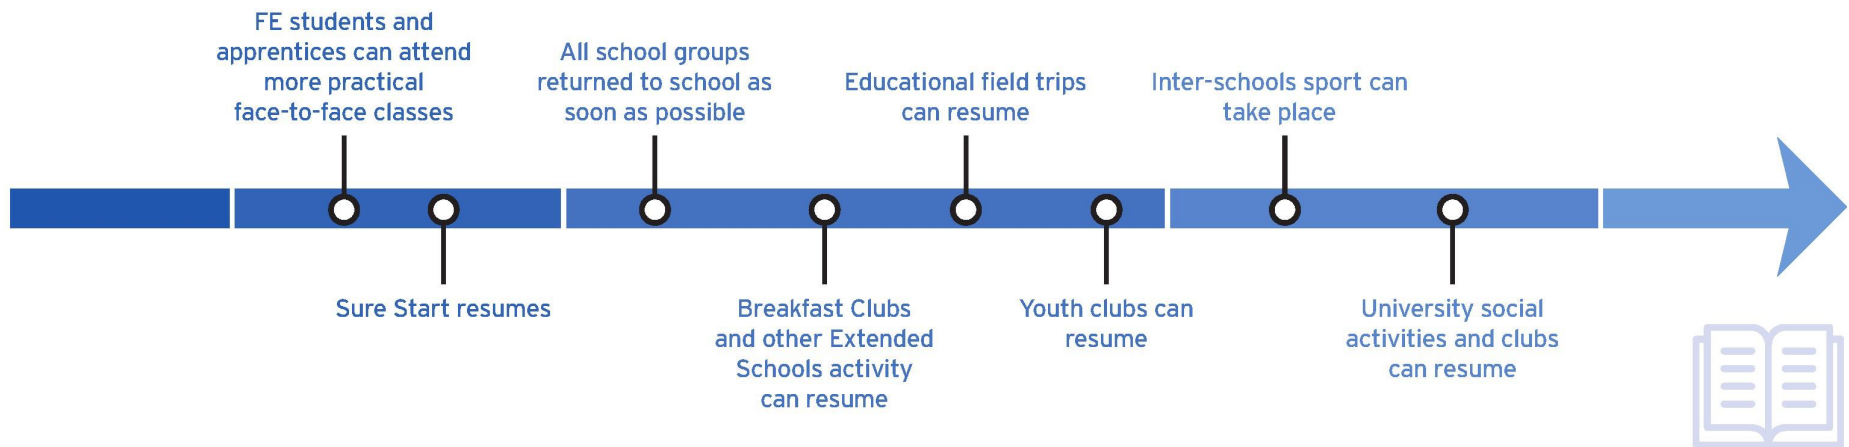 FE students and
apprentices can attend
more practical
face-to-face classes
All school groups
returned to school as
soon as possible
Educational field trips
can resume
Inter-schools sport can
take place
Sure Start resumes
Breakfast Clubs
and other Extended
Schools activity
can resume
Youth clubs can
resume
University social
activities and clubs
can resume